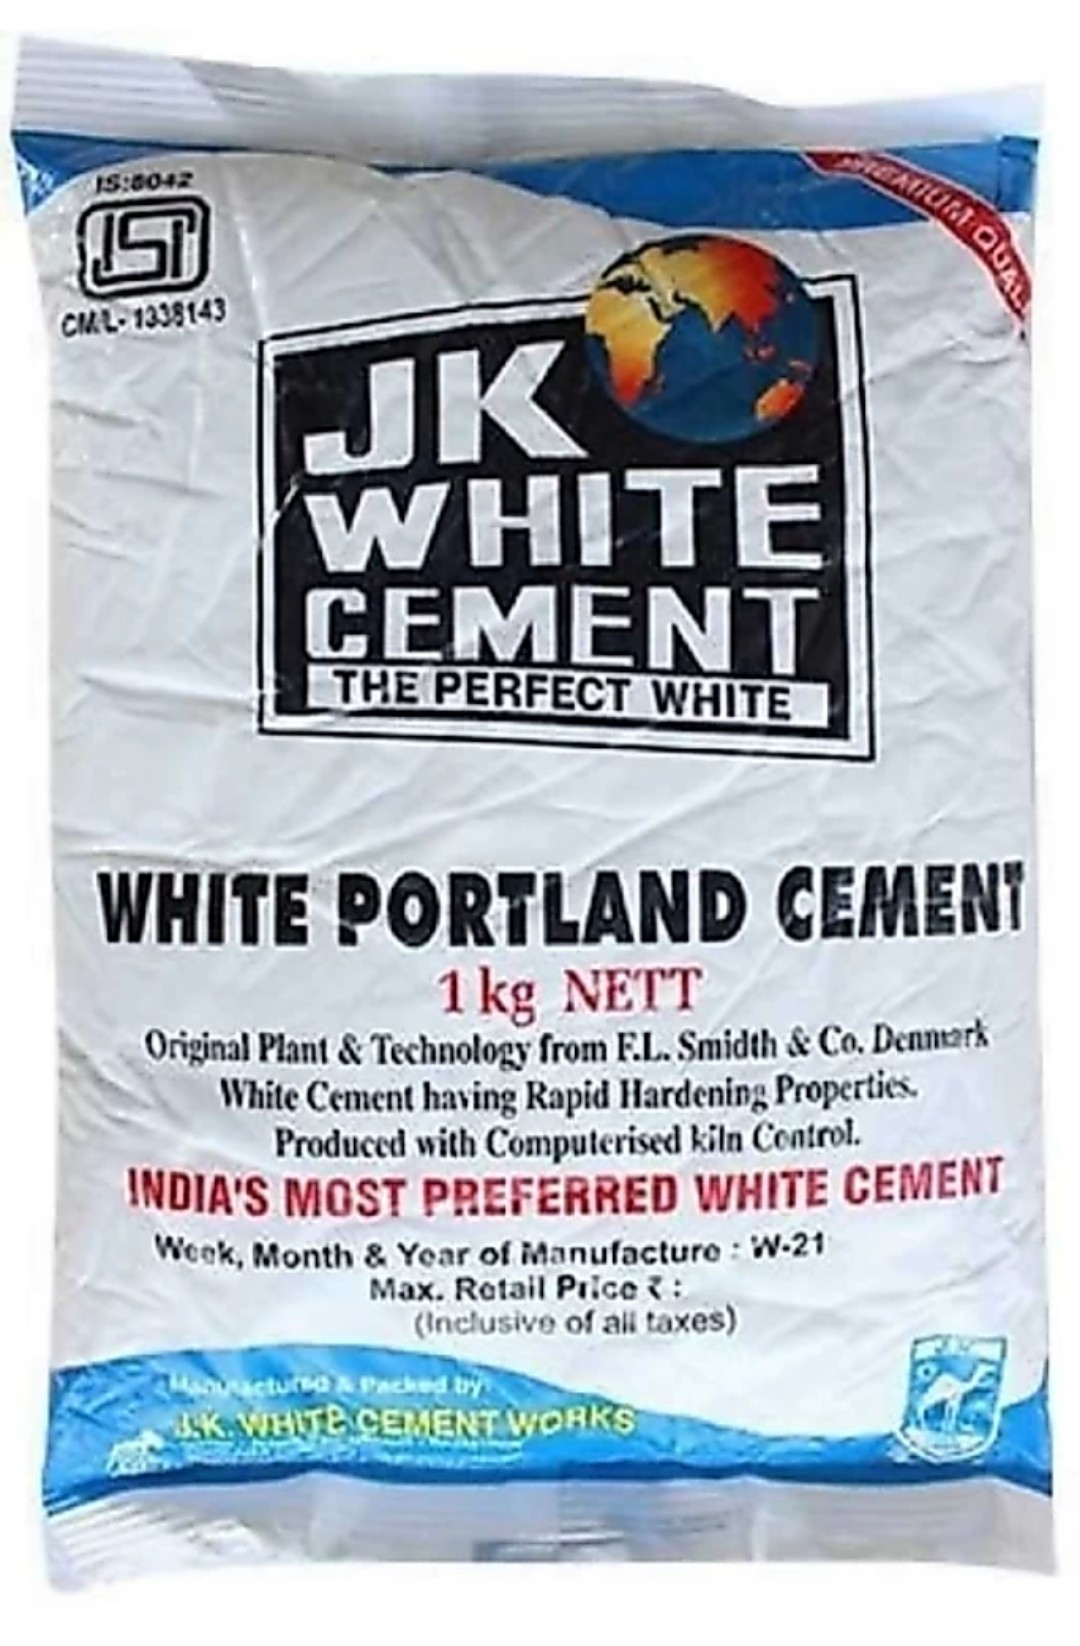 IS:8042
ISI
CM/L- 1338143
PREMIUM QUAL
JK
WHITE
CEMENT
THE PERFECT WHITE
WHITE PORTLAND CEMENT
1 kg NETT
Original Plant & Technology from F.L. Smidth & Co. Denmark
White Cement having Rapid Hardening Properties.
Produced with Computerised kiln Control.
INDIA'S MOST PREFERRED WHITE CEMENT
Week, Month & Year of Manufacture : W-21
Max. Retail Price ₹ :
(Inclusive of all taxes)
Manufactured & Packed by:
J.K. WHITE CEMENT WORKS